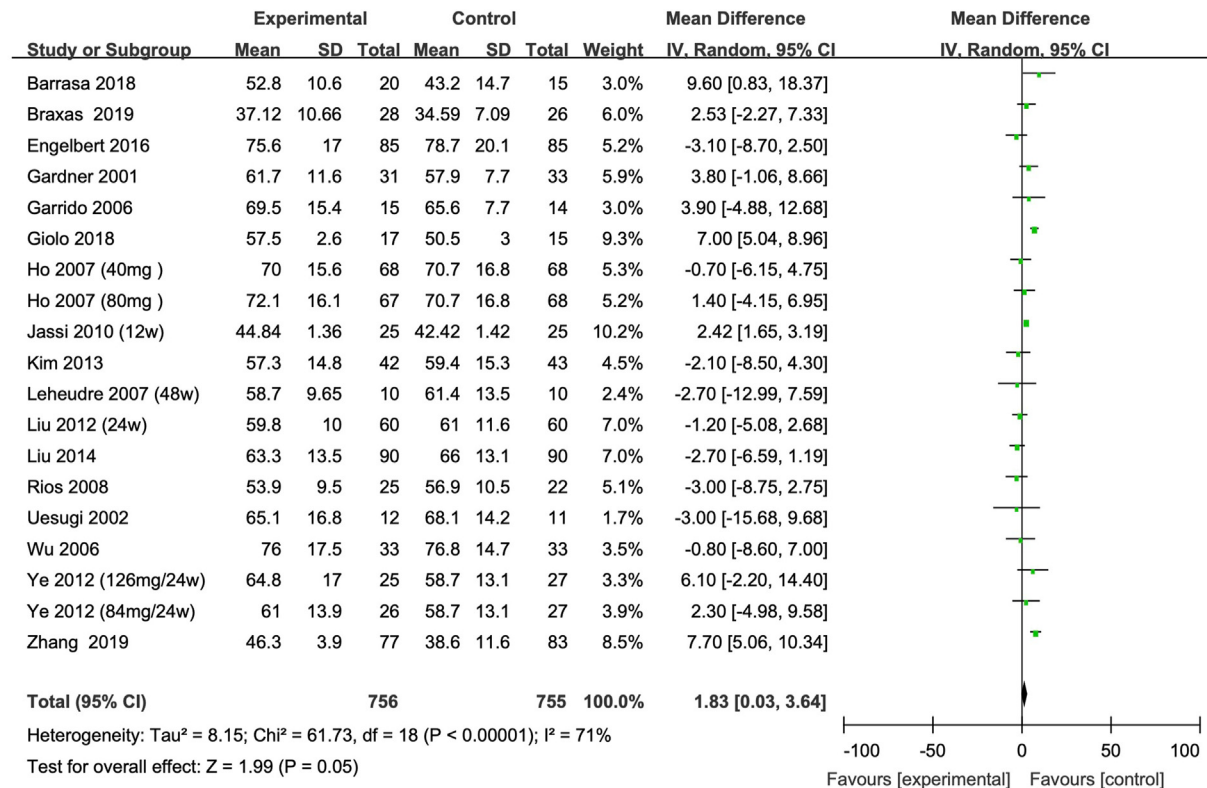 Experimental Control Mean Difference Mean Difference
Study or Subgroup Mean SD Total Mean SD Total Weight IV, Random, 95% CI IV, Random, 95% CI
Barrasa 2018 52.8 10.6 20 43.2 14.7 15 3.0% 9.60 [0.83, 18.37]
Braxas 2019 37.12 10.66 28 34.59 7.09 26 6.0% 2.53 [-2.27, 7.33]
Engelbert 2016 75.6 17 85 78.7 20.1 85 5.2% -3.10 [-8.70, 2.50]
Gardner 2001 61.7 11.6 31 57.9 7.7 33 5.9% 3.80 [-1.06, 8.66]
Garrido 2006 69.5 15.4 15 65.6 7.7 14 3.0% 3.90 [-4.88, 12.68]
Giolo 2018 57.5 2.6 17 50.5 3 15 9.3% 7.00 [5.04, 8.96]
Ho 2007 (40mg ) 70 15.6 68 70.7 16.8 68 5.3% -0.70 [-6.15, 4.75]
Ho 2007 (80mg ) 72.1 16.1 67 70.7 16.8 68 5.2% 1.40 [-4.15, 6.95]
Jassi 2010 (12w) 44.84 1.36 25 42.42 1.42 25 10.2% 2.42 [1.65, 3.19]
Kim 2013 57.3 14.8 42 59.4 15.3 43 4.5% -2.10 [-8.50, 4.30]
Leheudre 2007 (48w) 58.7 9.65 10 61.4 13.5 10 2.4% -2.70 [-12.99, 7.59]
Liu 2012 (24w) 59.8 10 60 61 11.6 60 7.0% -1.20 [-5.08, 2.68]
Liu 2014 63.3 13.5 90 66 13.1 90 7.0% -2.70 [-6.59, 1.19]
Rios 2008 53.9 9.5 25 56.9 10.5 22 5.1% -3.00 [-8.75, 2.75]
Uesugi 2002 65.1 16.8 12 68.1 14.2 11 1.7% -3.00 [-15.68, 9.68]
Wu 2006 76 17.5 33 76.8 14.7 33 3.5% -0.80 [-8.60, 7.00]
Ye 2012 (126mg/24w) 64.8 17 25 58.7 13.1 27 3.3% 6.10 [-2.20, 14.40]
Ye 2012 (84mg/24w) 61 13.9 26 58.7 13.1 27 3.9% 2.30 [-4.98, 9.58]
Zhang 2019 46.3 3.9 77 38.6 11.6 83 8.5% 7.70 [5.06, 10.34]
Total (95% CI) 756 755 100.0% 1.83 [0.03, 3.64]
Heterogeneity: Tau² = 8.15; Chi² = 61.73, df = 18 (P < 0.00001); I² = 71%
Test for overall effect: Z = 1.99 (P = 0.05)
-100 -50 0 50 100
Favours [experimental] Favours [control]